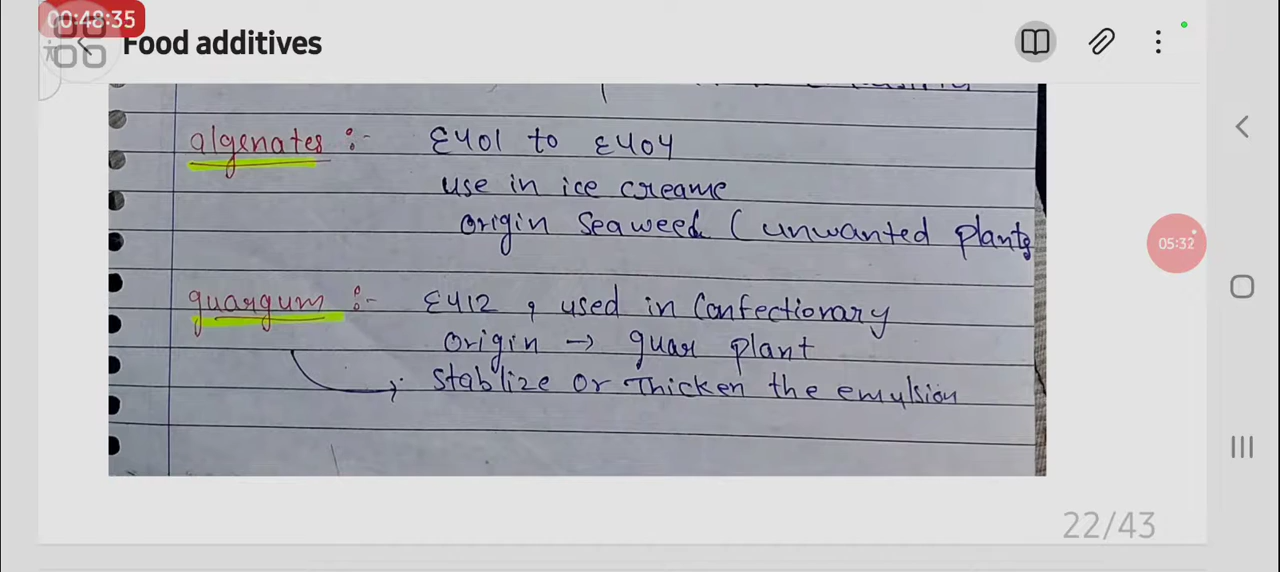 00:48:35
Food additives
algenates :- E401 to E404
use in ice creame
origin Seaweed (unwanted plants
05:32
guargum :- E412, used in Confectionary
origin → guar plant
Stablize or Thicken the emulsion
22/43